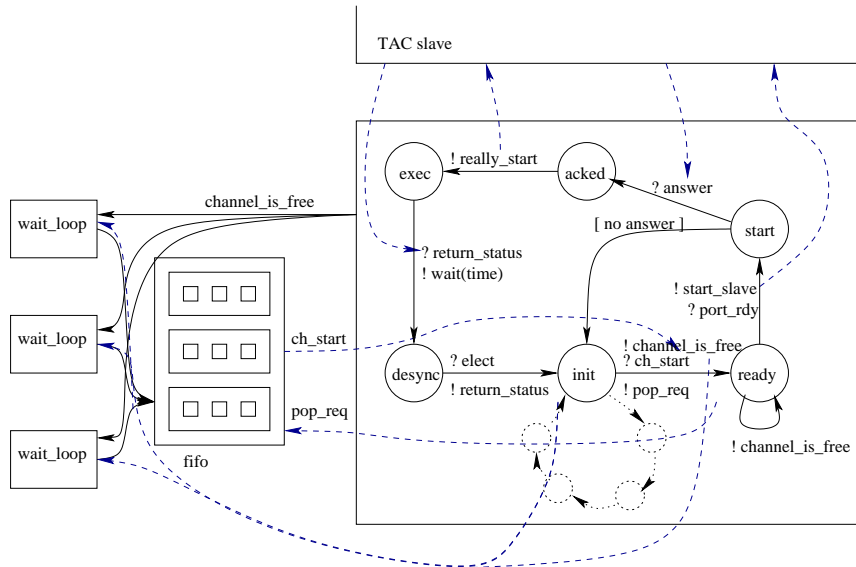 TAC slave
! really_start
exec
acked
? answer
channel_is_free
wait_loop
[ no answer ]
start
? return_status
! wait(time)
! start_slave
? port_rdy
wait_loop
ch_start
! channel_is_free
? elect
? ch_start
desync
init
ready
! return_status
! pop_req
pop_req
wait_loop
! channel_is_free
fifo